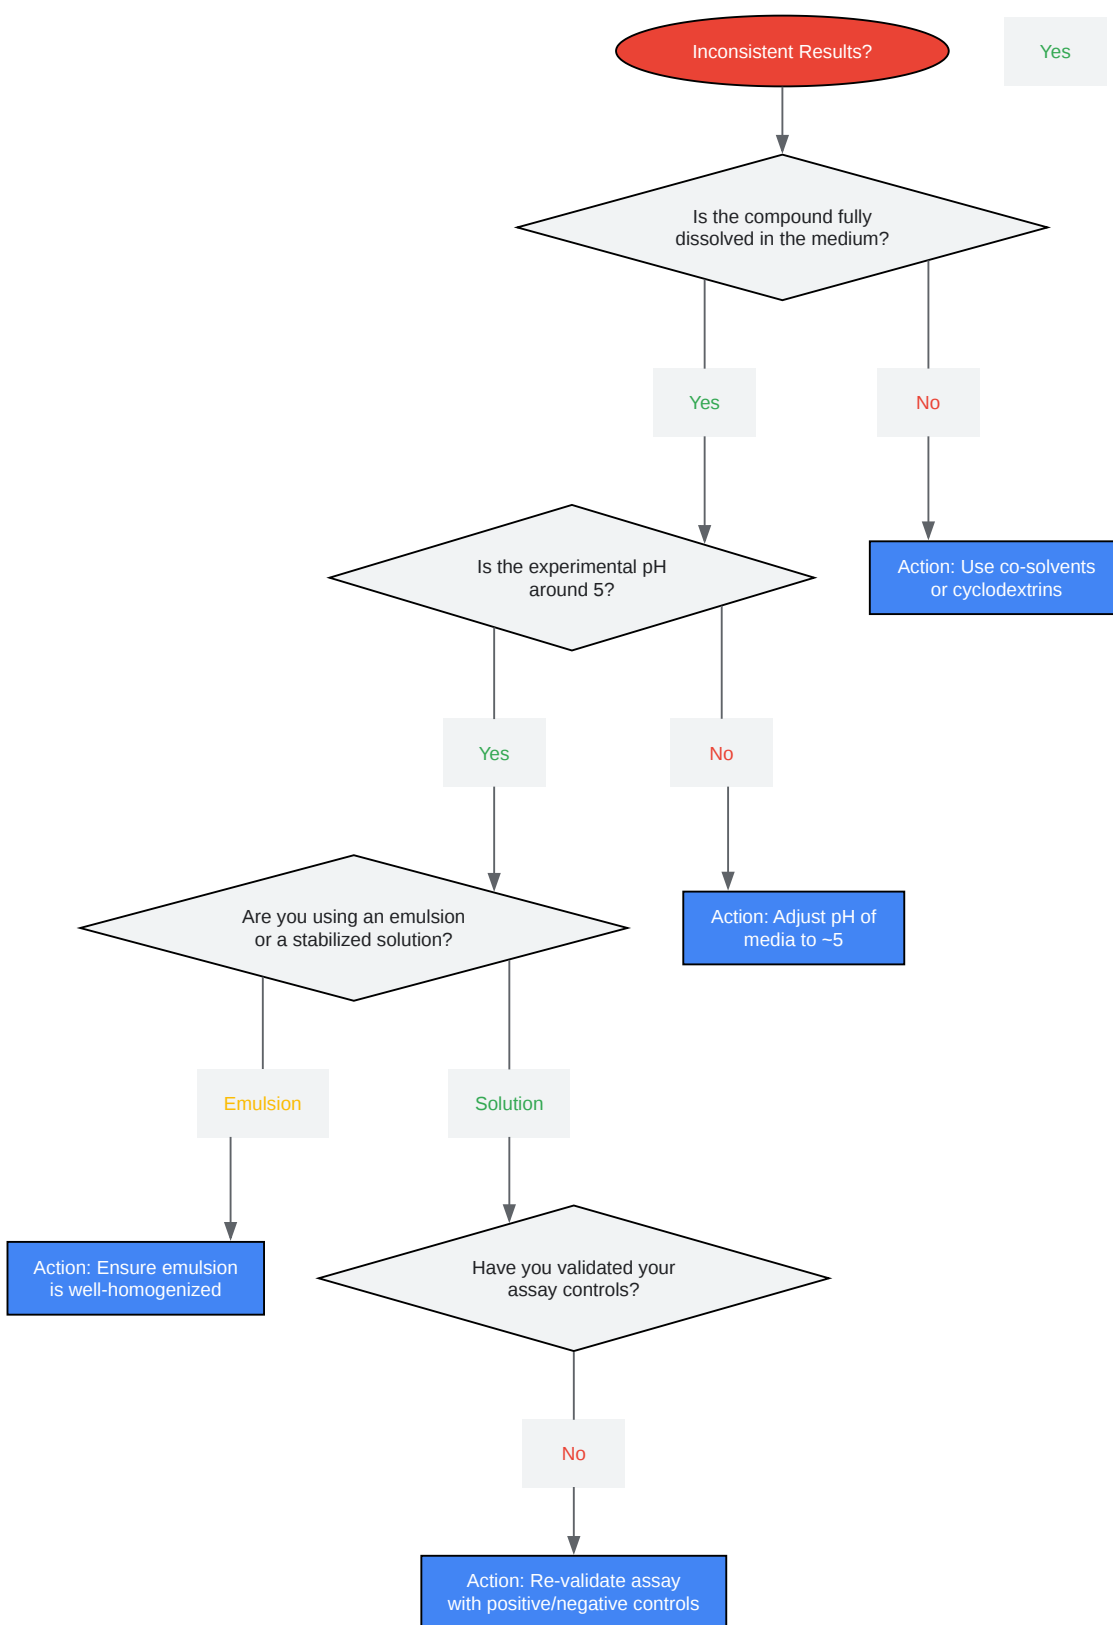 Inconsistent Results?
Yes
Is the compound fully
dissolved in the medium?
Yes
No
Is the experimental pH
around 5?
Action: Use co-solvents
or cyclodextrins
Yes
No
Are you using an emulsion
or a stabilized solution?
Action: Adjust pH of
media to ~5
Emulsion
Solution
Action: Ensure emulsion
is well-homogenized
Have you validated your
assay controls?
No
Action: Re-validate assay
with positive/negative controls